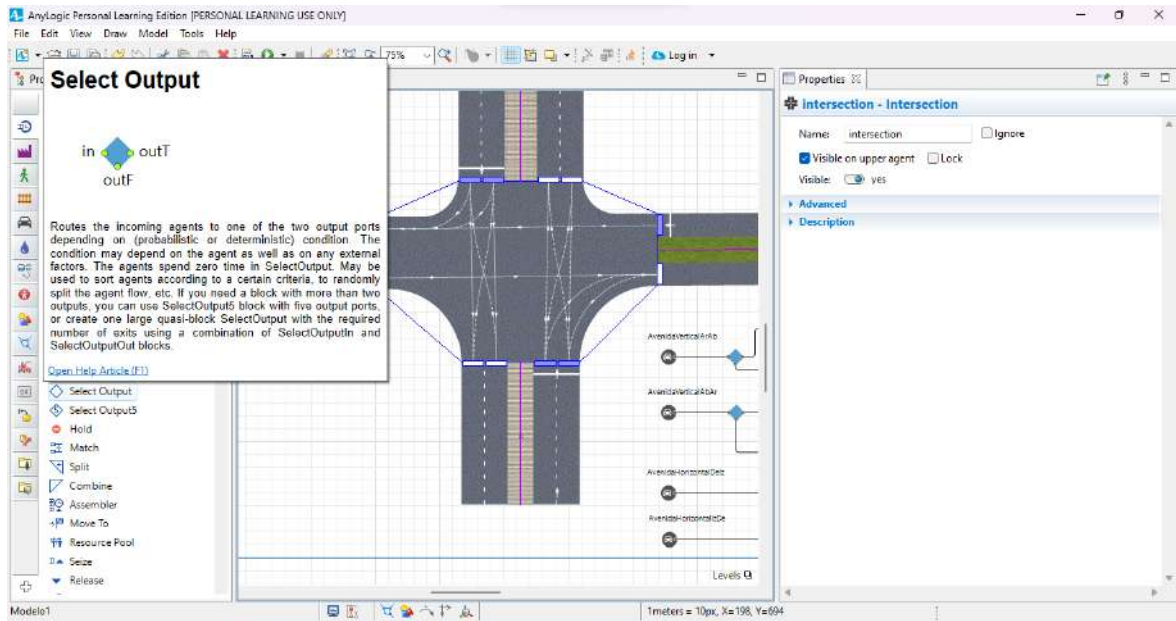 AnyLogic Personal Learning Edition [PERSONAL LEARNING USE ONLY]
File Edit View Draw Model Tools Help
75%
Log in
Pro
Select Output
in
outT
outF
Routes the incoming agents to one of the two output ports
depending on (probabilistic or deterministic) condition. The
condition may depend on the agent as well as on any external
factors. The agents spend zero time in SelectOutput. May be
used to sort agents according to a certain criteria, to randomly
split the agent flow, etc. If you need a block with more than two
outputs, you can use SelectOutput5 block with five output ports,
or create one large quasi-block SelectOutput with the required
number of exits using a combination of SelectOutputIn and
SelectOutputOut blocks.
Open Help Article (F1)
Select Output
Select Output5
Hold
Match
Split
Combine
Assembler
Move To
Resource Pool
Seize
Release
AvenidaVerticalArAb
AvenidaVerticalAbAr
AvenidaHorizontalDeIz
AvenidaHorizontalIzDe
Levels
Properties
intersection - Intersection
Name: intersection Ignore
Visible on upper agent Lock
Visible: yes
Advanced
Description
Modelo1
1meters = 10px, X=198, Y=694